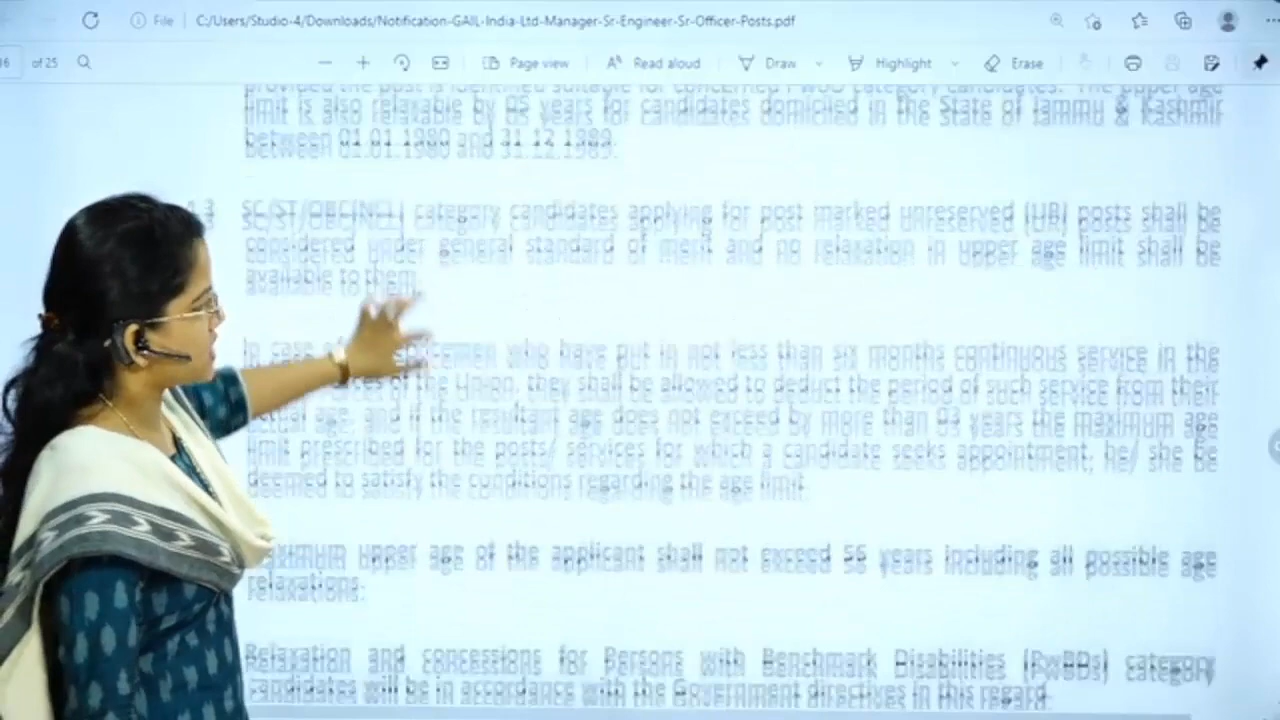 File C:/Users/Studio-4/Downloads/Notification-GAIL-India-Ltd-Manager-Sr-Engineer-Sr-Officer-Posts.pdf
of 25 Page view Read aloud Draw Highlight Erase
provided the post is identified suitable for concerned PwBD category candidates. The upper age
limit is also relaxable by 05 years for candidates domiciled in the State of Jammu & Kashmir
between 01.01.1980 and 31.12.1989.
SC/ST/OBC(NCL) category candidates applying for post marked unreserved (UR) posts shall be
considered under general standard of merit and no relaxation in upper age limit shall be
available to them.
In case of who have put in not less than six months continuous service in the
of the Union, they shall be allowed to deduct the period of such service from their
age, and if the resultant age does not exceed by more than 03 years the maximum age
limit prescribed for the posts/ services for which a candidate seeks appointment, he/ she be
deemed to satisfy the conditions regarding the age limit.
upper age of the applicant shall not exceed 56 years including all possible age
relaxations.
Relaxation and concessions for Persons with Benchmark Disabilities (PwBDs) category
candidates will be in accordance with the Government directives in this regard.